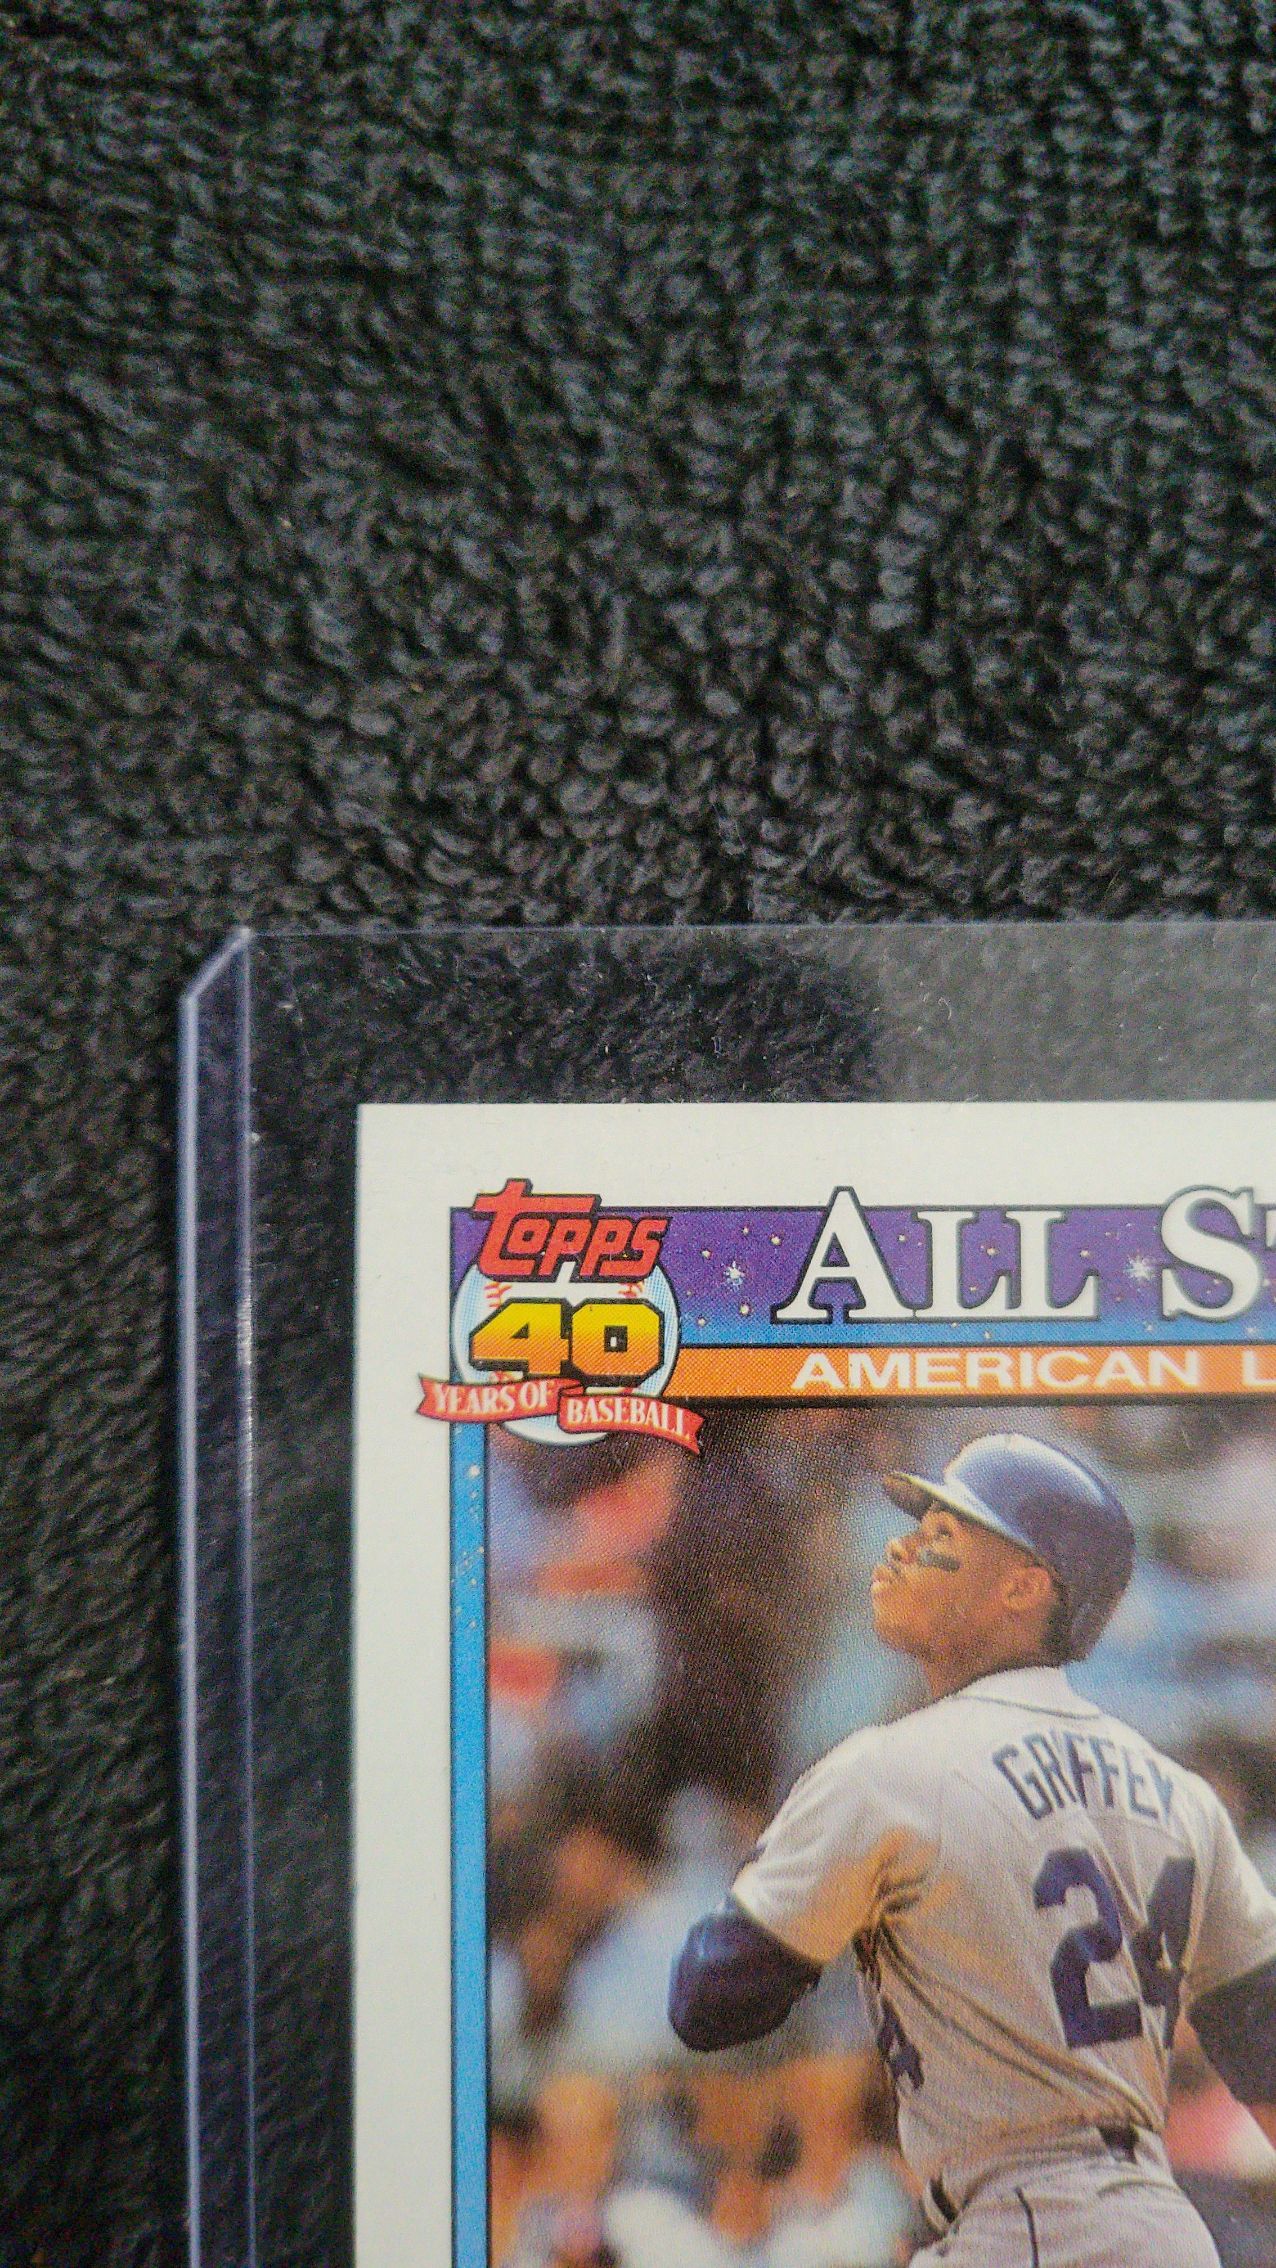 Topps
ALL ST
40
AMERICAN L
YEARS OF BASEBALL
GRIFFEY
24